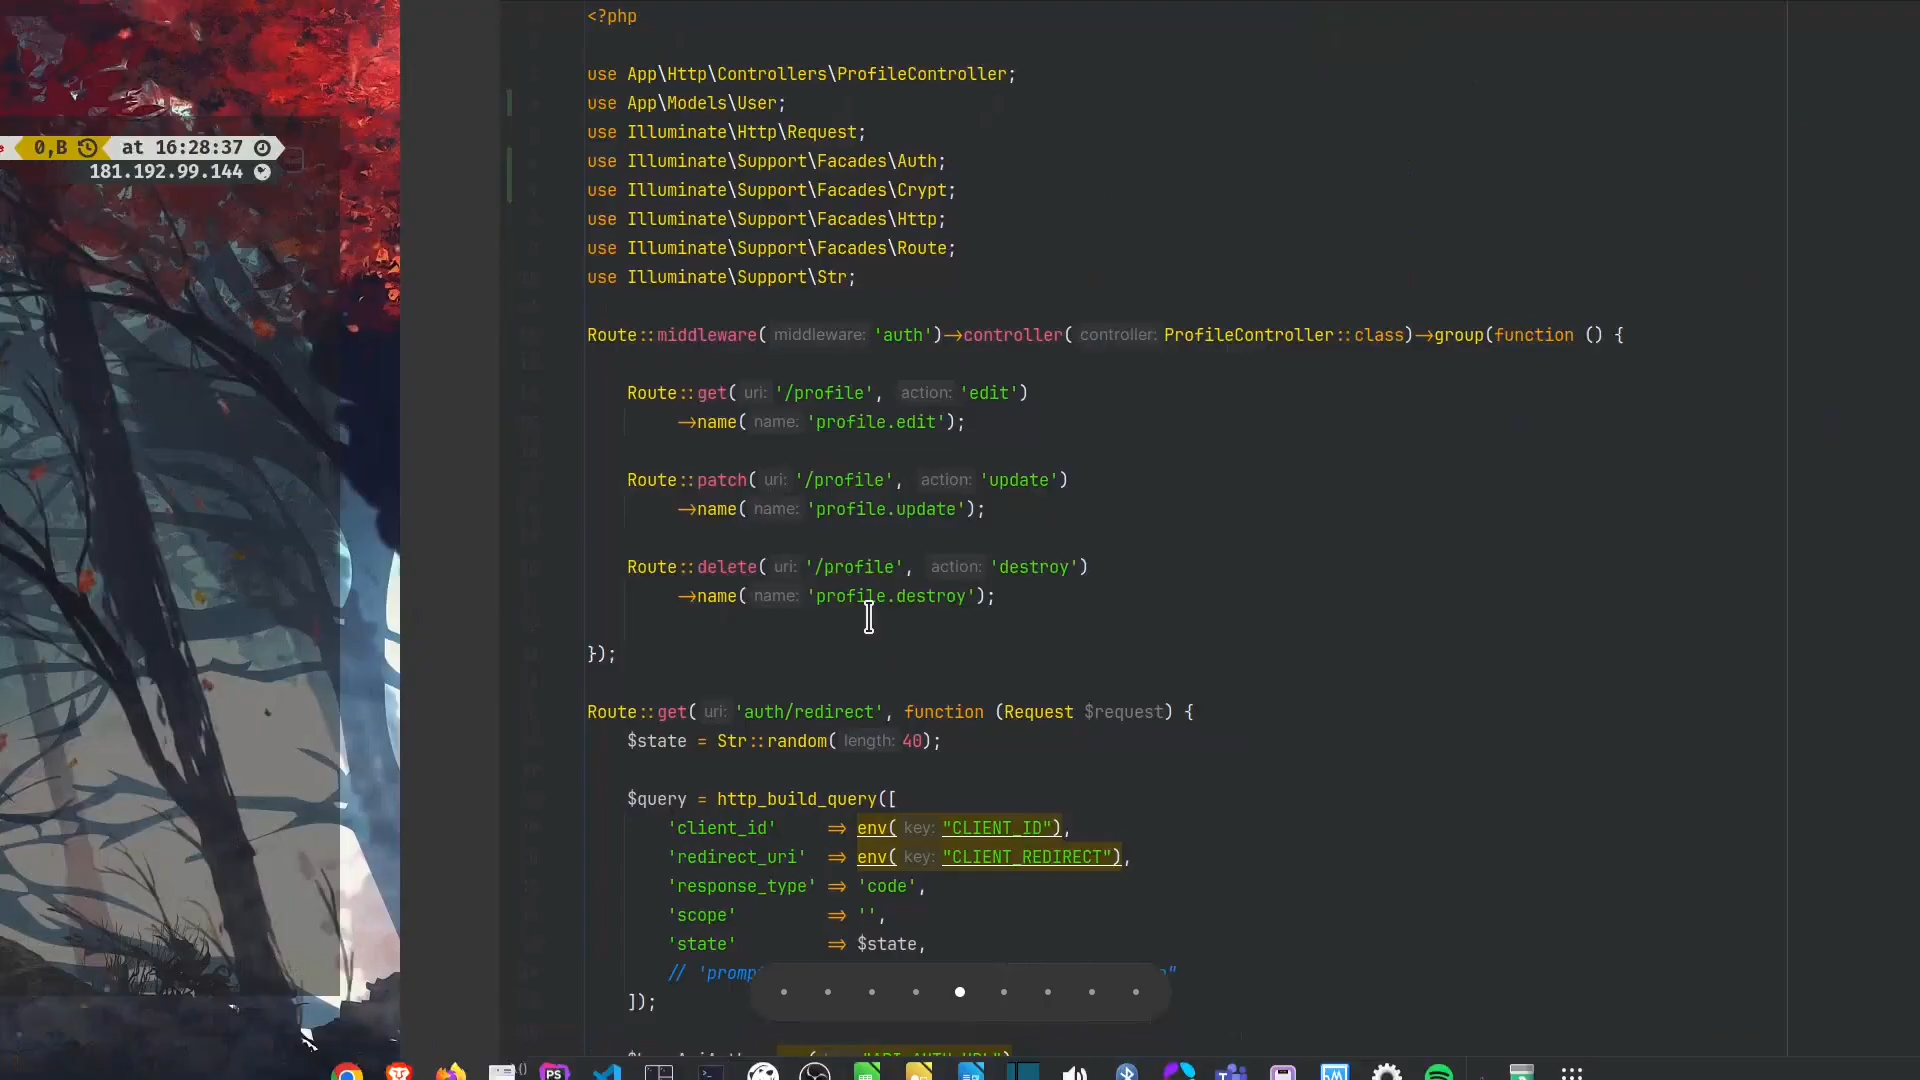 0,B at 16:28:37
181.192.99.144
<?php
use App\Http\Controllers\ProfileController;
use App\Models\User;
use Illuminate\Http\Request;
use Illuminate\Support\Facades\Auth;
use Illuminate\Support\Facades\Crypt;
use Illuminate\Support\Facades\Http;
use Illuminate\Support\Facades\Route;
use Illuminate\Support\Str;
Route::middleware( middleware: 'auth')->controller( controller: ProfileController::class)->group(function () {
Route::get( uri: '/profile', action: 'edit')
->name( name: 'profile.edit');
Route::patch( uri: '/profile', action: 'update')
->name( name: 'profile.update');
Route::delete( uri: '/profile', action: 'destroy')
->name( name: 'profile.destroy');
});
Route::get( uri: 'auth/redirect', function (Request $request) {
$state = Str::random( length: 40);
$query = http_build_query([
'client_id' => env( key: "CLIENT_ID"),
'redirect_uri' => env( key: "CLIENT_REDIRECT"),
'response_type' => 'code',
'scope' => '',
'state' => $state,
// 'promp
]);
PS